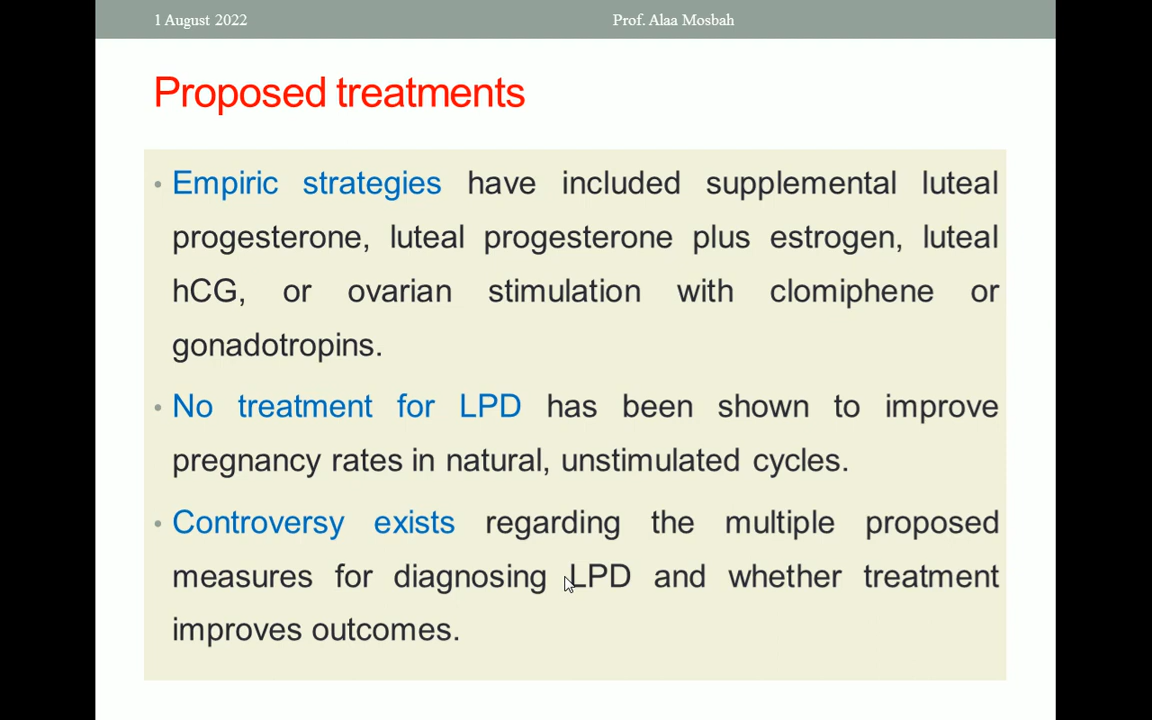 1 August 2022
Prof. Alaa Mosbah
Proposed treatments
• Empiric strategies have included supplemental luteal
progesterone, luteal progesterone plus estrogen, luteal
hCG, or ovarian stimulation with clomiphene or
gonadotropins.
• No treatment for LPD has been shown to improve
pregnancy rates in natural, unstimulated cycles.
• Controversy exists regarding the multiple proposed
measures for diagnosing LPD and whether treatment
improves outcomes.